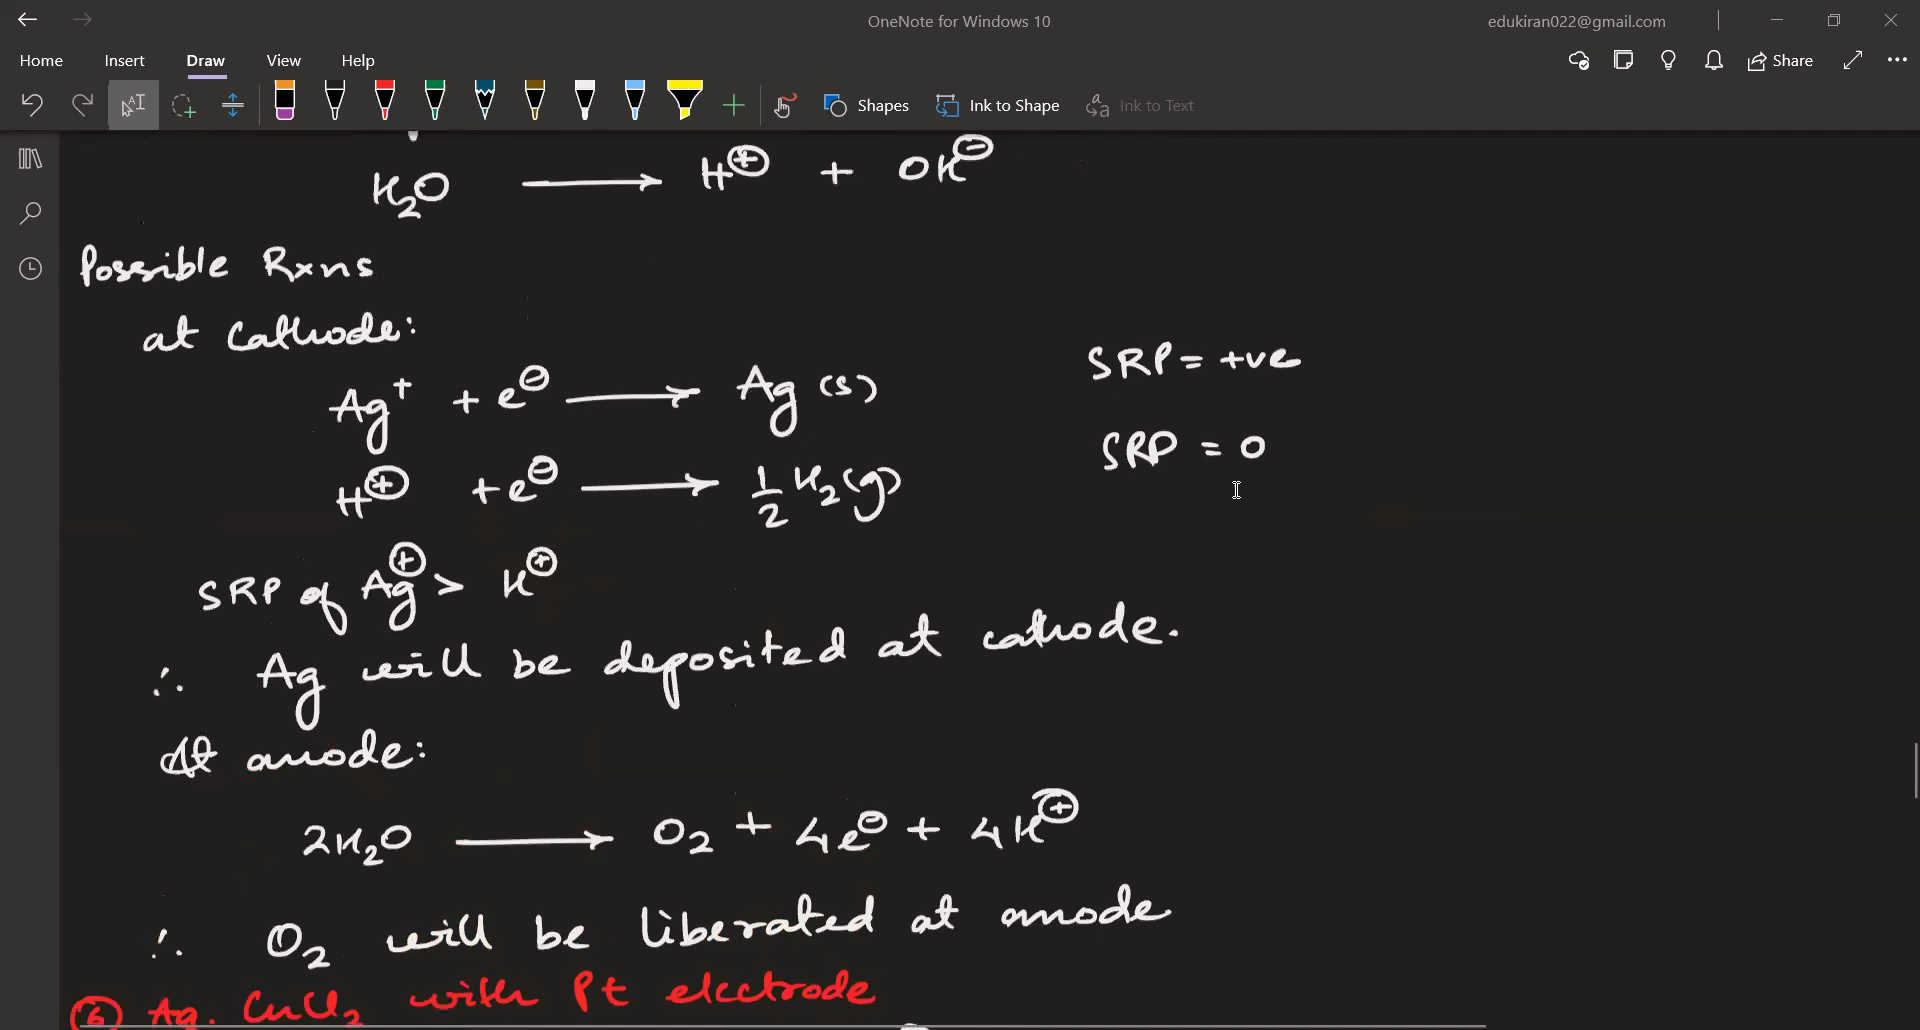 OneNote for Windows 10
edukiran022@gmail.com
Home Insert Draw View Help
Share
Shapes Ink to Shape Ink to Text
H₂O ⟶ H⊕ + OH⊖
Possible Rxns
at cathode:
Ag⁺ + e⊖ ⟶ Ag (s) SRP = +ve
H⊕ + e⊖ ⟶ 1/2 H₂(g) SRP = 0
SRP of Ag⊕ > H⊕
∴ Ag will be deposited at cathode.
At anode:
2H₂O ⟶ O₂ + 4e⊖ + 4H⊕
∴ O₂ will be liberated at anode
⑥ Aq. CuCl₂ with Pt electrode